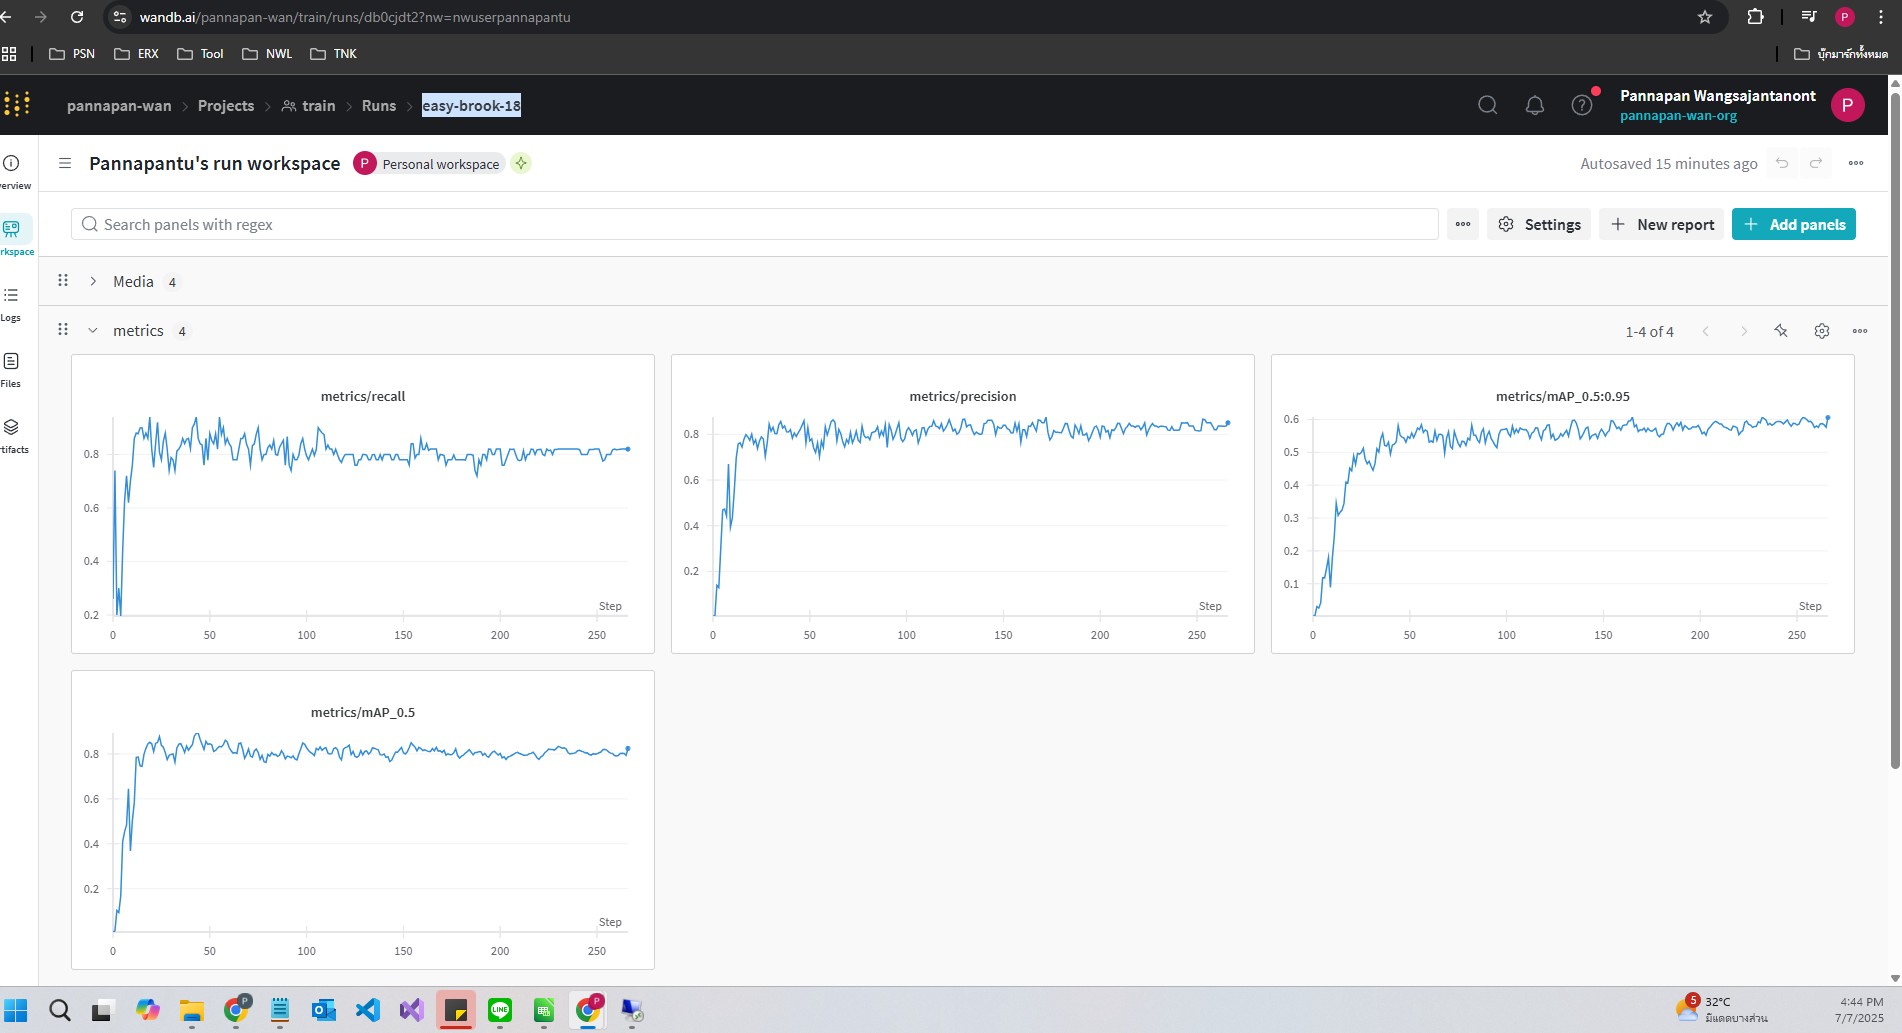 wandb.ai/pannapan-wan/train/runs/db0cjdt2?nw=nwuserpannapantu
P
PSN ERX Tool NWL TNK บุ๊กมาร์กทั้งหมด
pannapan-wan > Projects > train > Runs > easy-brook-18
Pannapan Wangsajantanont
pannapan-wan-org
P
Pannapantu's run workspace P Personal workspace Autosaved 15 minutes ago
verview
rkspace
Logs
Files
rtifacts
Search panels with regex Settings + New report + Add panels
Media 4
metrics 4 1-4 of 4
metrics/recall
0.8
0.6
0.4
0.2
Step
0 50 100 150 200 250
metrics/precision
0.8
0.6
0.4
0.2
Step
0 50 100 150 200 250
metrics/mAP_0.5:0.95
0.6
0.5
0.4
0.3
0.2
0.1
Step
0 50 100 150 200 250
metrics/mAP_0.5
0.8
0.6
0.4
0.2
Step
0 50 100 150 200 250
P
LINE
P
5
32°C
มีแดดบางส่วน
4:44 PM
7/7/2025